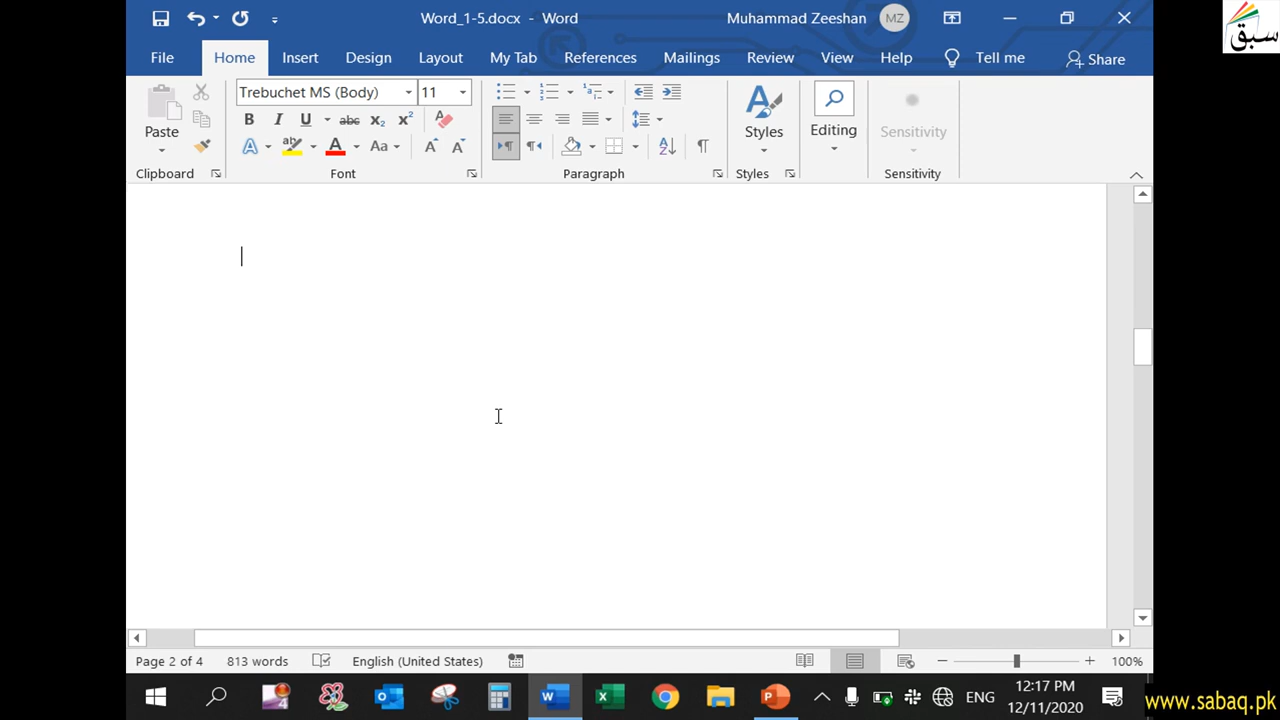 Word_1-5.docx - Word
Muhammad Zeeshan
MZ
سبق
File Home Insert Design Layout My Tab References Mailings Review View Help Tell me Share
Trebuchet MS (Body) 11
Paste
B I U abc x₂ x²
A ab A Aa A A
Styles
Editing
Sensitivity
Clipboard Font Paragraph Styles Sensitivity
Page 2 of 4 813 words English (United States) 100%
ENG
12:17 PM
12/11/2020
www.sabaq.pk